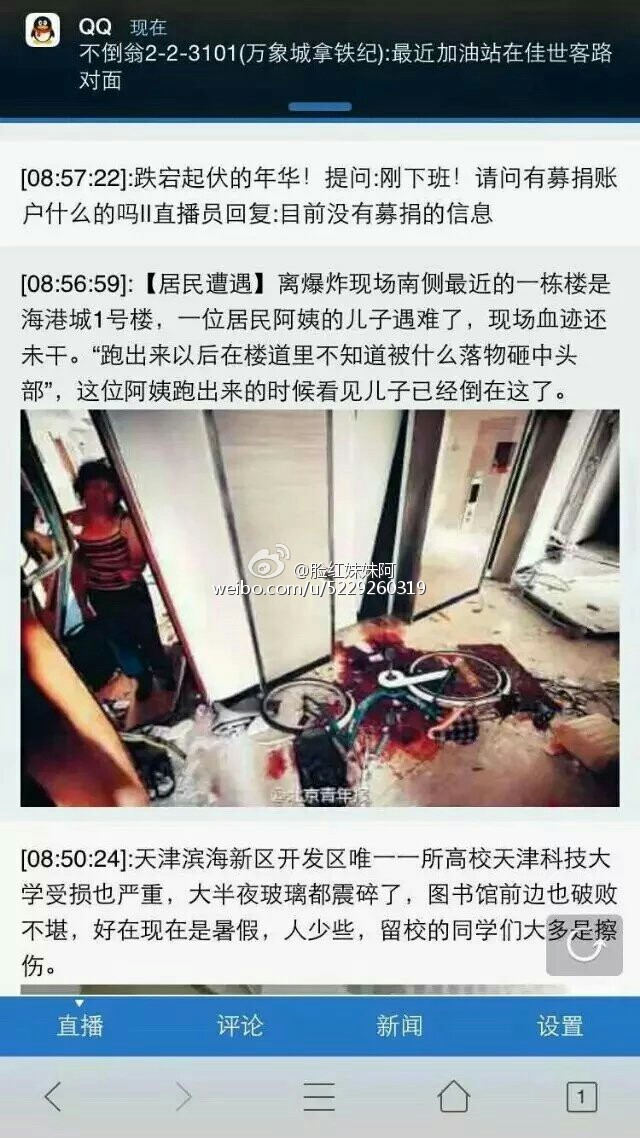 QQ 现在
不倒翁2-2-3101(万象城拿铁纪):最近加油站在佳世客路
对面
[08:57:22]:跌宕起伏的年华！提问:刚下班！请问有募捐账
户什么的吗II直播员回复:目前没有募捐的信息
[08:56:59]:【居民遭遇】离爆炸现场南侧最近的一栋楼是
海港城1号楼，一位居民阿姨的儿子遇难了，现场血迹还
未干。“跑出来以后在楼道里不知道被什么落物砸中头
部”，这位阿姨跑出来的时候看见儿子已经倒在这了。
@脸红妹妹阿
weibo.com/u/5229260319
@北京青年报
[08:50:24]:天津滨海新区开发区唯一一所高校天津科技大
学受损也严重，大半夜玻璃都震碎了，图书馆前边也破败
不堪，好在现在是暑假，人少些，留校的同学们大多是擦
伤。
直播 评论 新闻 设置
1